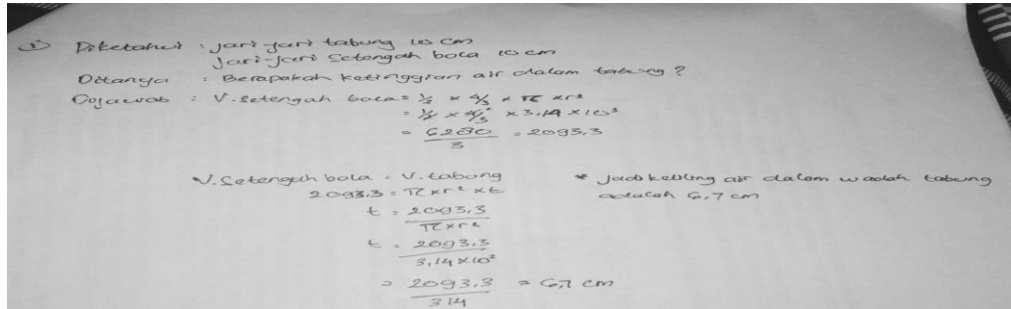 ① Diketahui : jari-jari tabung 10 cm
Jari-Jari Setengah bola 10 cm
Ditanya : Berapakah ketinggian air dalam tabung ?
Dijawab : V. Setengah bola = 1/2 × 4/3 × π × r³
= 1/2 × 4/3 × 3,14 × 10³
= 6280/3 = 2093,3
V. Setengah bola = V. tabung
2093,3 = π × r² × t
t = 2093,3 / π × r²
t = 2093,3 / 3,14 × 10²
= 2093,3 / 314 = 6,7 cm
* Jadi keliling air dalam wadah tabung
adalah 6,7 cm